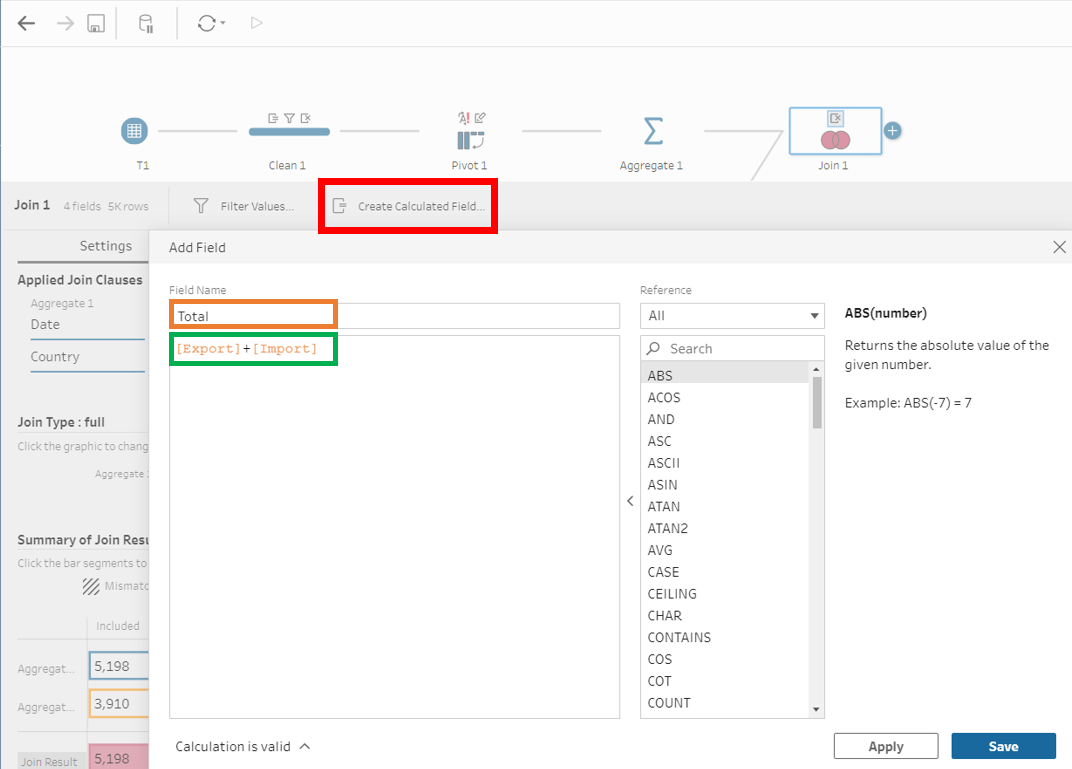 T1
Clean 1
Pivot 1
Aggregate 1
Join 1
Join 1 4 fields 5K rows Filter Values... Create Calculated Field...
Settings
Add Field
Applied Join Clauses
Aggregate 1
Date
Country
Join Type : full
Click the graphic to chang
Aggregate
Summary of Join Resu
Click the bar segments to
Mismatc
Included
Aggregat... 5,198
Aggregat... 3,910
Join Result 5,198
Field Name
Total
[Export]+[Import]
Calculation is valid
Reference
All
Search
ABS
ACOS
AND
ASC
ASCII
ASIN
ATAN
ATAN2
AVG
CASE
CEILING
CHAR
CONTAINS
COS
COT
COUNT
ABS(number)
Returns the absolute value of the
given number.
Example: ABS(-7) = 7
Apply
Save